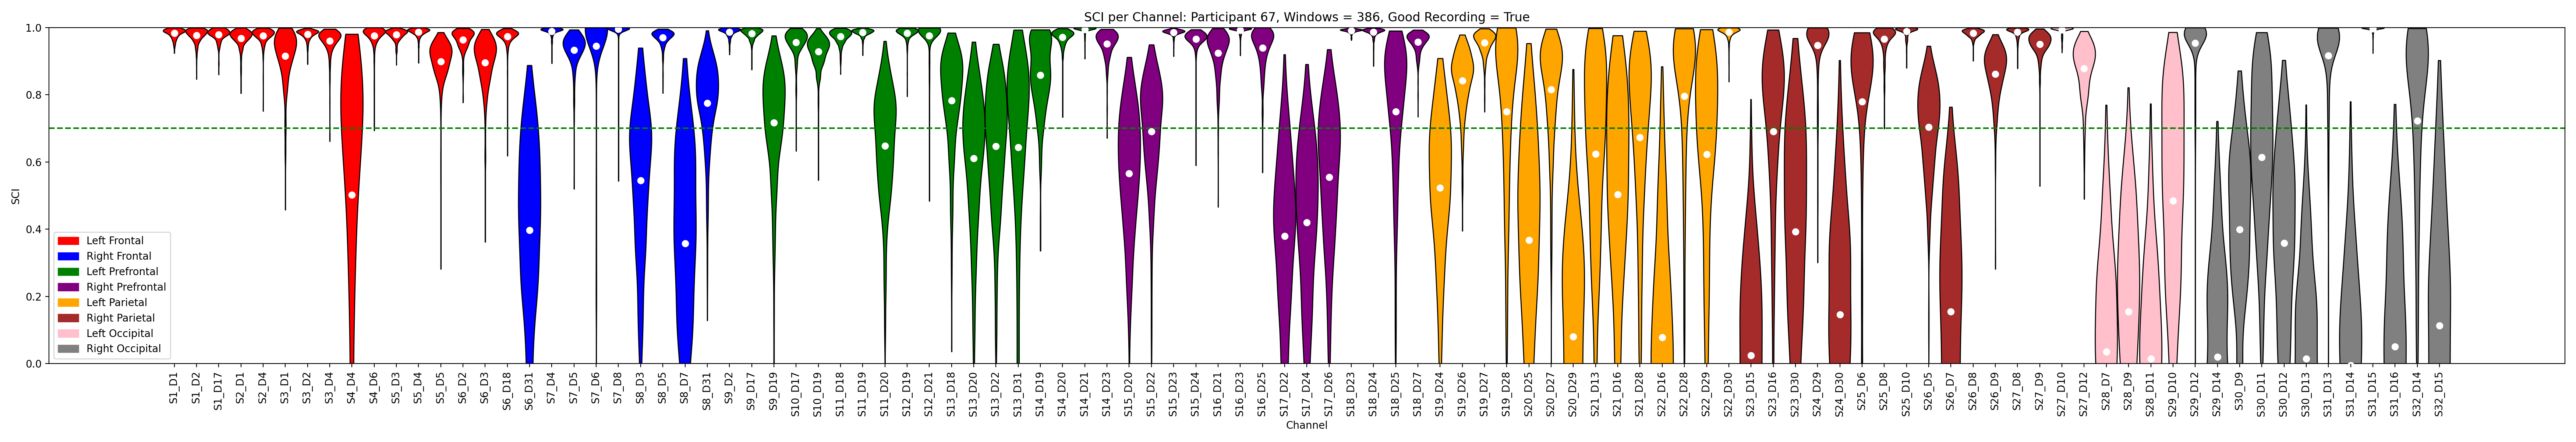 SCI per Channel: Participant 67, Windows = 386, Good Recording = True
SCI
1.0
0.8
0.6
0.4
0.2
0.0
Left Frontal
Right Frontal
Left Prefrontal
Right Prefrontal
Left Parietal
Right Parietal
Left Occipital
Right Occipital
S1_D1
S1_D2
S1_D17
S2_D1
S2_D4
S3_D1
S3_D2
S3_D4
S4_D4
S4_D6
S5_D3
S5_D4
S5_D5
S6_D2
S6_D3
S6_D18
S6_D31
S7_D4
S7_D5
S7_D6
S7_D8
S8_D3
S8_D5
S8_D7
S8_D31
S9_D2
S9_D17
S9_D19
S10_D17
S10_D19
S11_D18
S11_D19
S11_D20
S12_D19
S12_D21
S13_D18
S13_D20
S13_D22
S13_D31
S14_D19
S14_D20
S14_D21
S14_D23
S15_D20
S15_D22
S15_D23
S15_D24
S16_D21
S16_D23
S16_D25
S17_D22
S17_D24
S17_D26
S18_D23
S18_D24
S18_D25
S18_D27
S19_D24
S19_D26
S19_D27
S19_D28
S20_D25
S20_D27
S20_D29
S21_D13
S21_D16
S21_D28
S22_D16
S22_D28
S22_D29
S22_D30
S23_D15
S23_D16
S23_D30
S24_D29
S24_D30
S25_D6
S25_D8
S25_D10
S26_D5
S26_D7
S26_D8
S26_D9
S27_D8
S27_D9
S27_D10
S27_D12
S28_D7
S28_D9
S28_D11
S29_D10
S29_D12
S29_D14
S30_D9
S30_D11
S30_D12
S30_D13
S31_D13
S31_D14
S31_D15
S31_D16
S32_D14
S32_D15
Channel